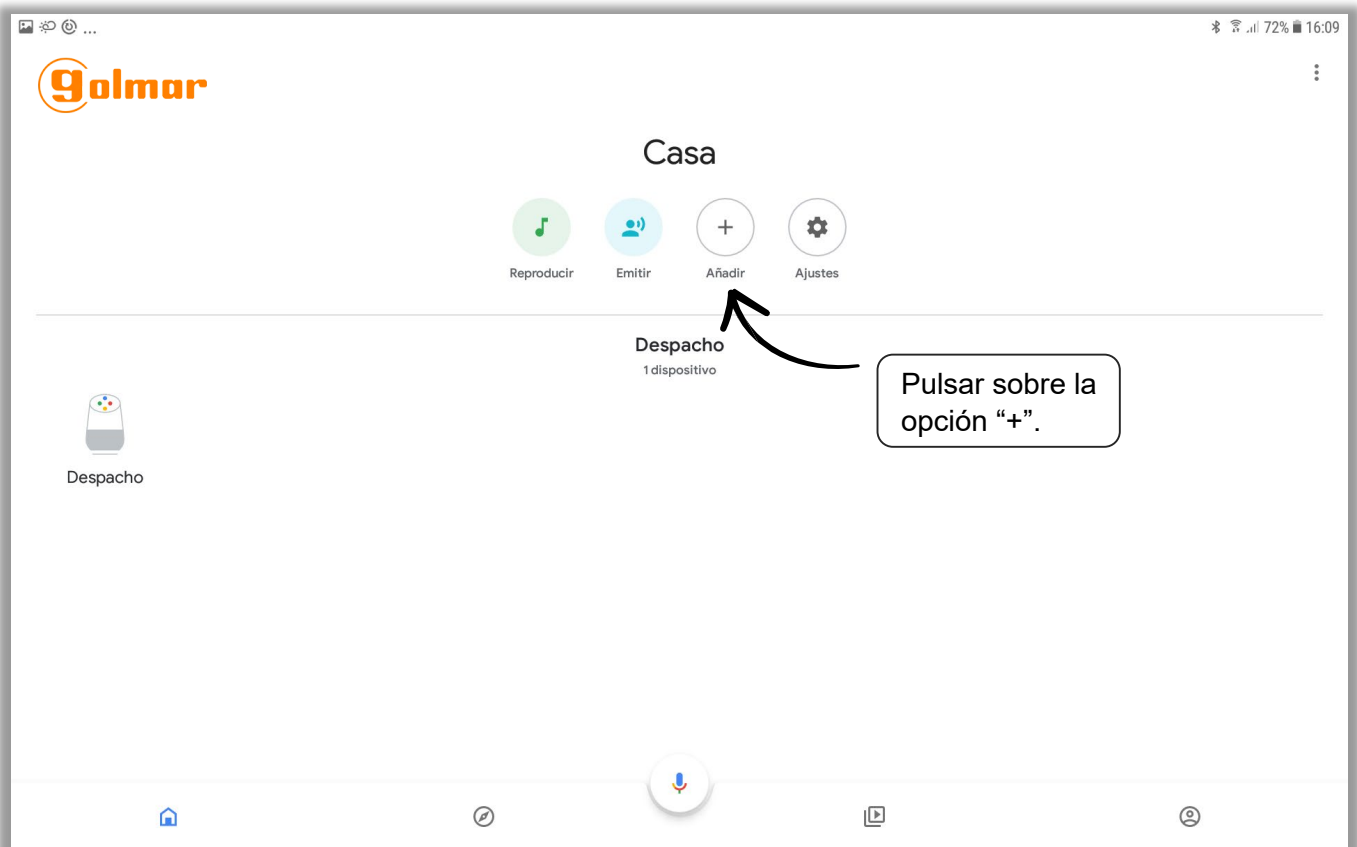 ... 72% 16:09
golmar
Casa
Reproducir Emitir Añadir Ajustes
Despacho
1 dispositivo
Pulsar sobre la
opción “+”.
Despacho